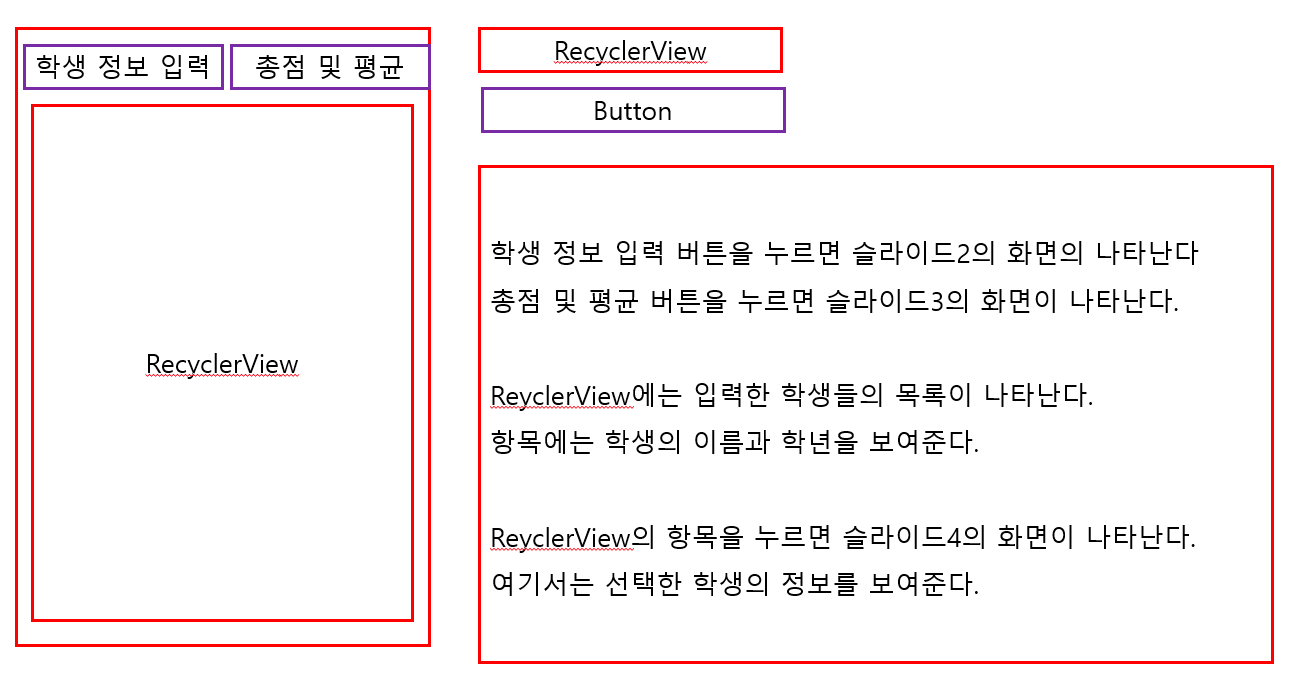 학생 정보 입력
총점 및 평균
RecyclerView
RecyclerView
Button
학생 정보 입력 버튼을 누르면 슬라이드2의 화면의 나타난다
총점 및 평균 버튼을 누르면 슬라이드3의 화면이 나타난다.
ReyclerView에는 입력한 학생들의 목록이 나타난다.
항목에는 학생의 이름과 학년을 보여준다.
ReyclerView의 항목을 누르면 슬라이드4의 화면이 나타난다.
여기서는 선택한 학생의 정보를 보여준다.